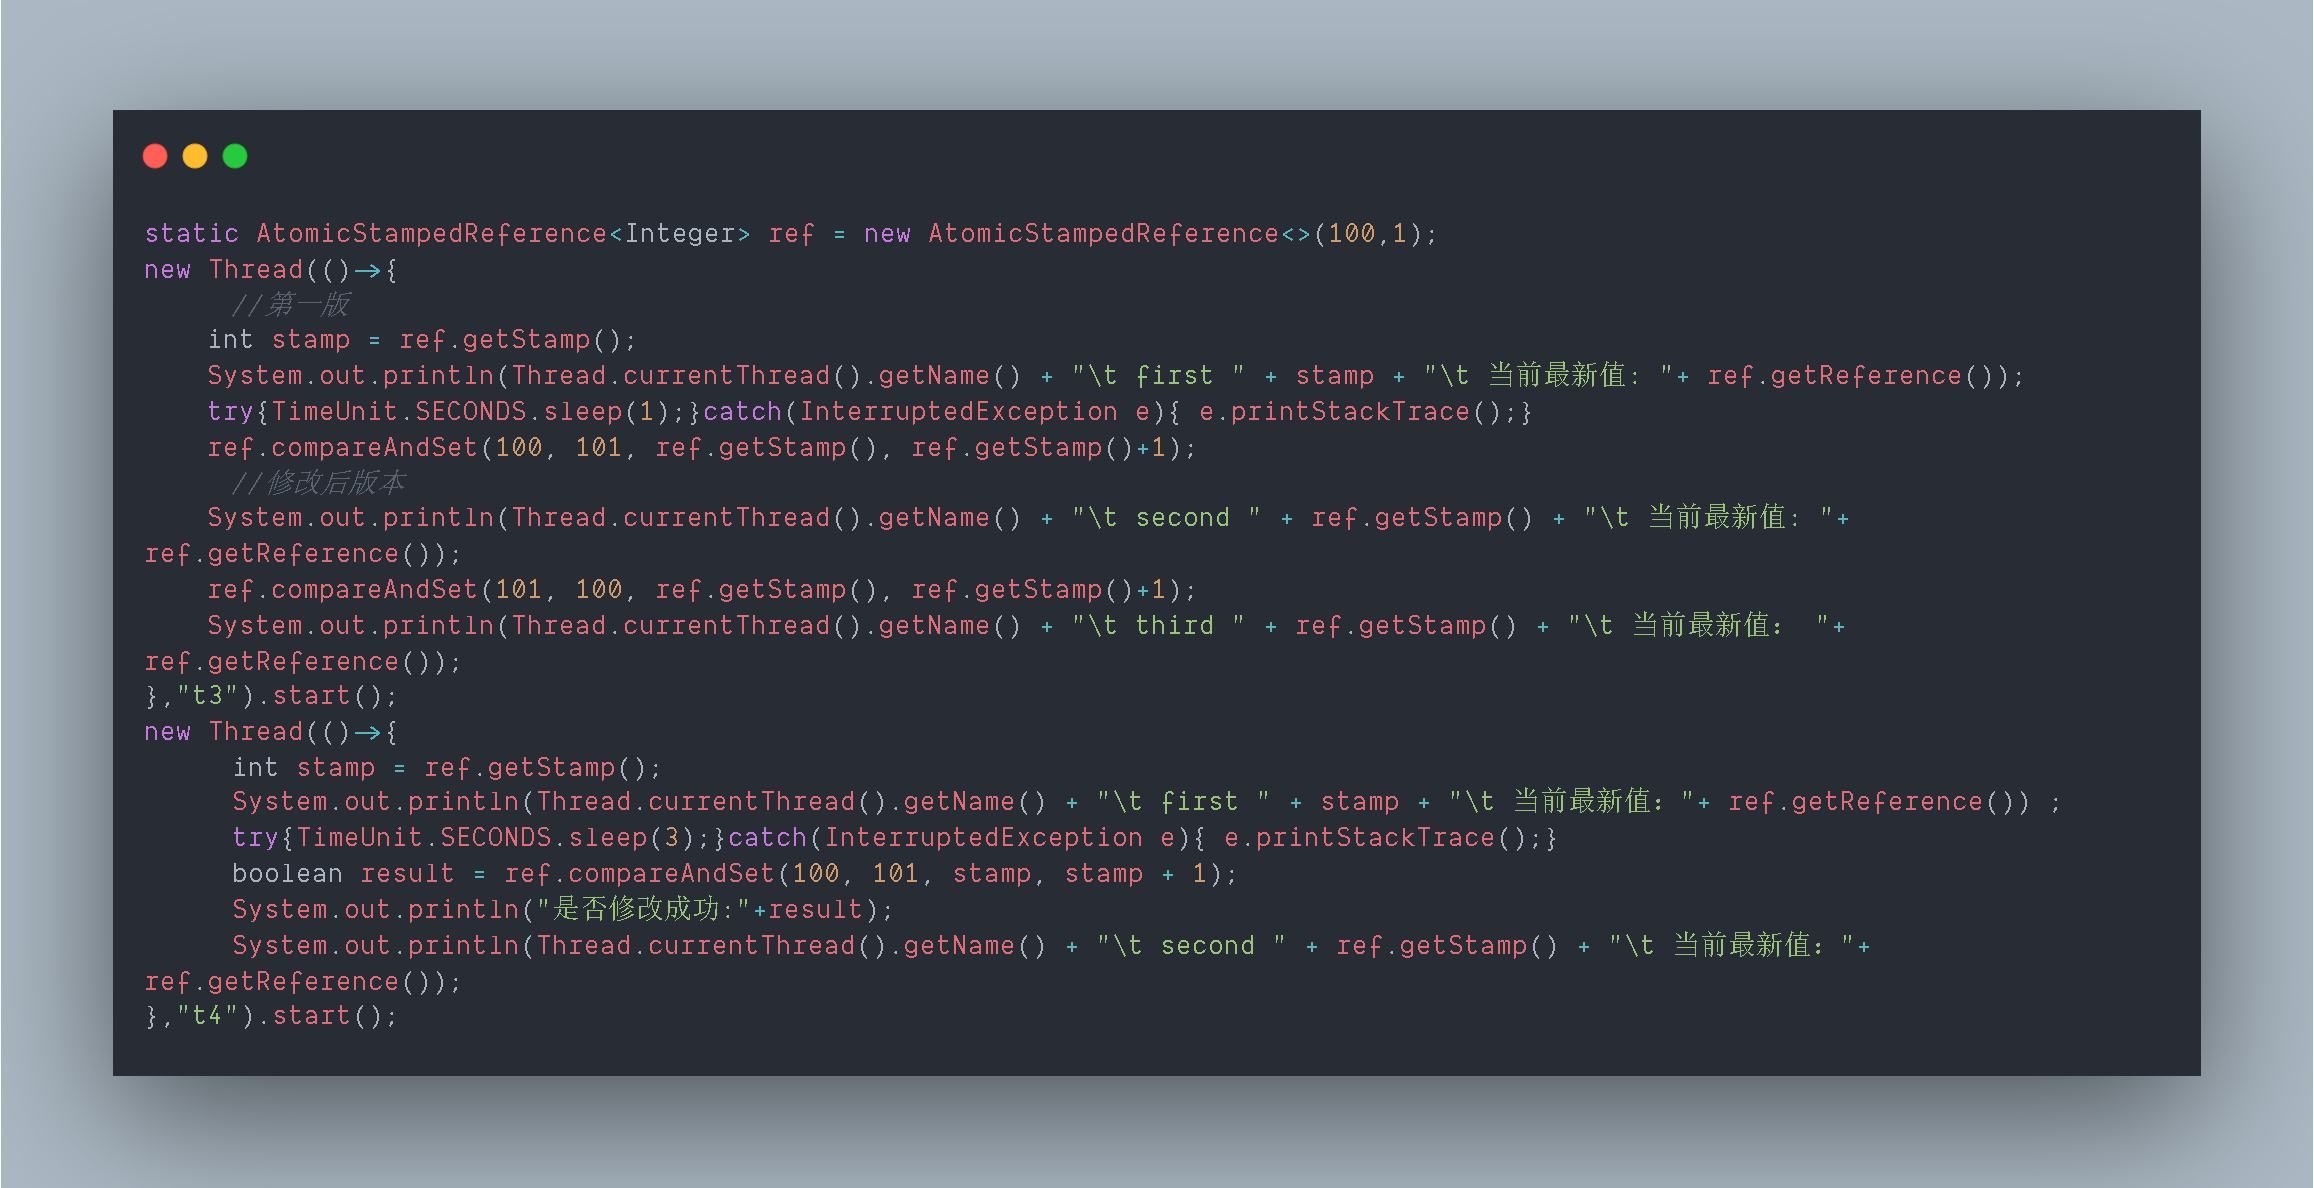 static AtomicStampedReference<Integer> ref = new AtomicStampedReference<>(100,1);
new Thread(()->{
//第一版
int stamp = ref.getStamp();
System.out.println(Thread.currentThread().getName() + "\t first " + stamp + "\t 当前最新值: "+ ref.getReference());
try{TimeUnit.SECONDS.sleep(1);}catch(InterruptedException e){ e.printStackTrace();}
ref.compareAndSet(100, 101, ref.getStamp(), ref.getStamp()+1);
//修改后版本
System.out.println(Thread.currentThread().getName() + "\t second " + ref.getStamp() + "\t 当前最新值: "+
ref.getReference());
ref.compareAndSet(101, 100, ref.getStamp(), ref.getStamp()+1);
System.out.println(Thread.currentThread().getName() + "\t third " + ref.getStamp() + "\t 当前最新值： "+
ref.getReference());
},"t3").start();
new Thread(()->{
int stamp = ref.getStamp();
System.out.println(Thread.currentThread().getName() + "\t first " + stamp + "\t 当前最新值："+ ref.getReference()) ;
try{TimeUnit.SECONDS.sleep(3);}catch(InterruptedException e){ e.printStackTrace();}
boolean result = ref.compareAndSet(100, 101, stamp, stamp + 1);
System.out.println("是否修改成功:"+result);
System.out.println(Thread.currentThread().getName() + "\t second " + ref.getStamp() + "\t 当前最新值："+
ref.getReference());
},"t4").start();